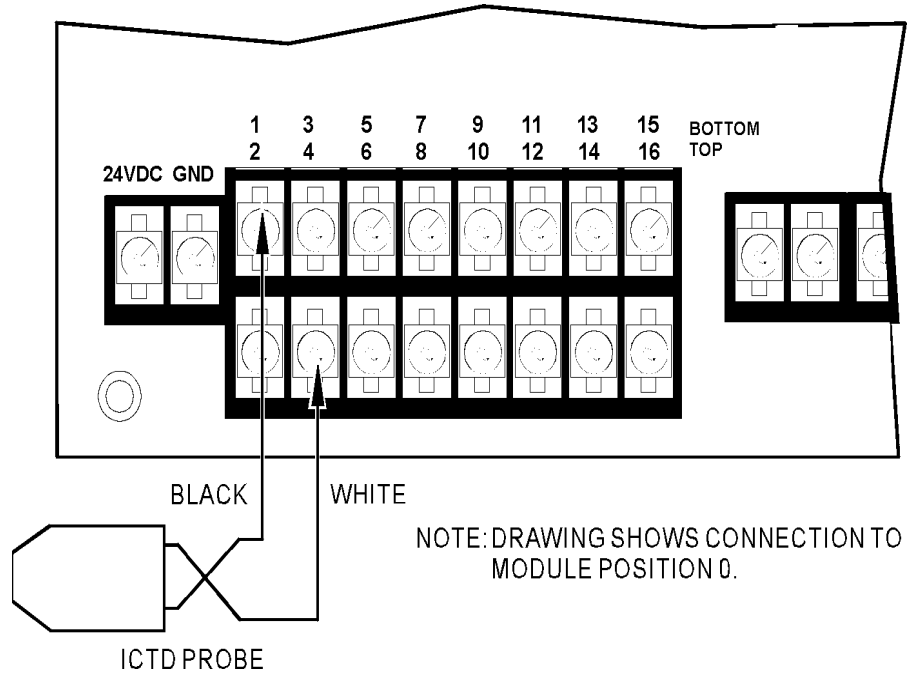 1 3 5 7 9 11 13 15 BOTTOM
2 4 6 8 10 12 14 16 TOP
24VDC GND
BLACK WHITE
NOTE: DRAWING SHOWS CONNECTION TO
MODULE POSITION 0.
ICTD PROBE